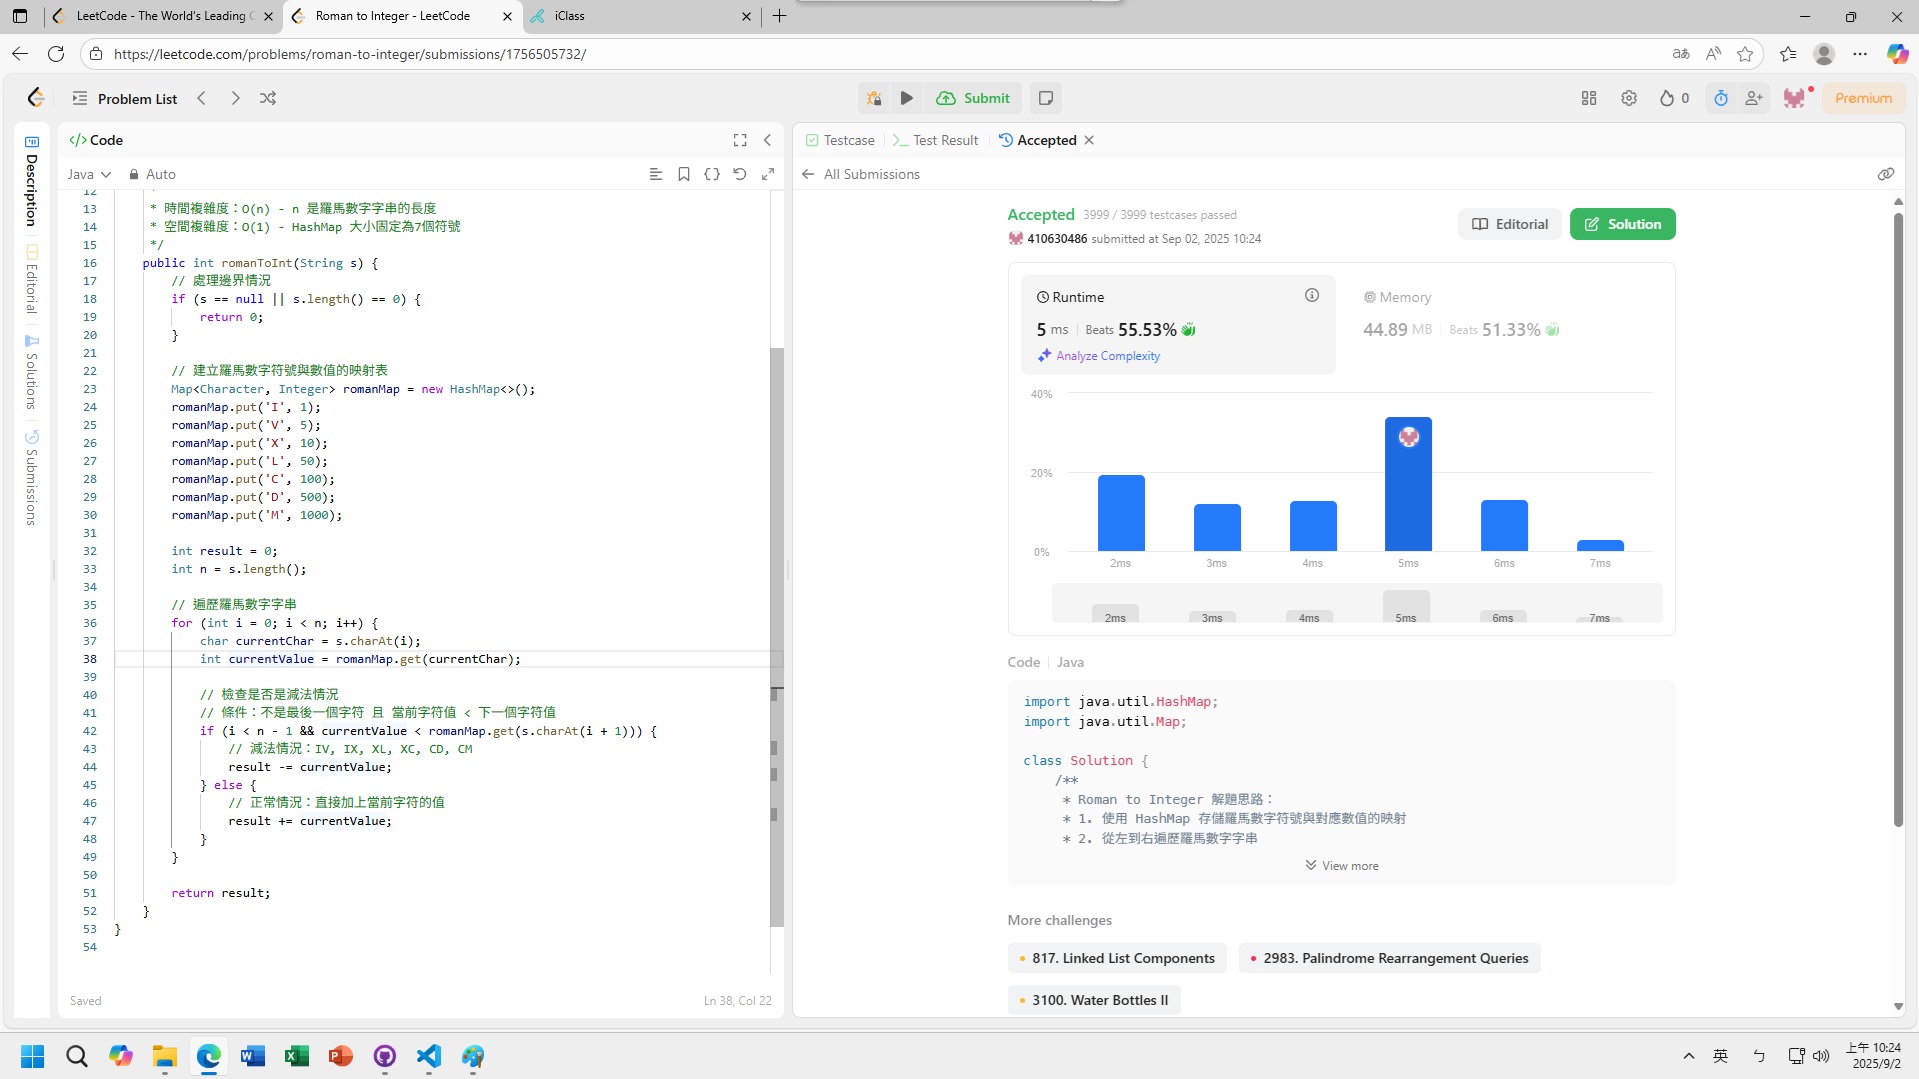 LeetCode - The World's Leading O
Roman to Integer - LeetCode
iClass
https://leetcode.com/problems/roman-to-integer/submissions/1756505732/
Problem List
Submit
0
Premium
Description
Editorial
Solutions
Submissions
Code
Java
Auto
12
13 * 時間複雜度：O(n) - n 是羅馬數字字串的長度
14 * 空間複雜度：O(1) - HashMap 大小固定為7個符號
15 */
16 public int romanToInt(String s) {
17 // 處理邊界情況
18 if (s == null || s.length() == 0) {
19 return 0;
20 }
21
22 // 建立羅馬數字符號與數值的映射表
23 Map<Character, Integer> romanMap = new HashMap<>();
24 romanMap.put('I', 1);
25 romanMap.put('V', 5);
26 romanMap.put('X', 10);
27 romanMap.put('L', 50);
28 romanMap.put('C', 100);
29 romanMap.put('D', 500);
30 romanMap.put('M', 1000);
31
32 int result = 0;
33 int n = s.length();
34
35 // 遍歷羅馬數字字串
36 for (int i = 0; i < n; i++) {
37 char currentChar = s.charAt(i);
38 int currentValue = romanMap.get(currentChar);
39
40 // 檢查是否是減法情況
41 // 條件：不是最後一個字符 且 當前字符值 < 下一個字符值
42 if (i < n - 1 && currentValue < romanMap.get(s.charAt(i + 1))) {
43 // 減法情況：IV, IX, XL, XC, CD, CM
44 result -= currentValue;
45 } else {
46 // 正常情況：直接加上當前字符的值
47 result += currentValue;
48 }
49 }
50
51 return result;
52 }
53 }
54
Saved
Ln 38, Col 22
Testcase
Test Result
Accepted
All Submissions
Accepted 3999 / 3999 testcases passed
410630486 submitted at Sep 02, 2025 10:24
Editorial
Solution
Runtime
5 ms Beats 55.53%
Analyze Complexity
Memory
44.89 MB Beats 51.33%
40%
20%
0%
2ms 3ms 4ms 5ms 6ms 7ms
2ms 3ms 4ms 5ms 6ms 7ms
Code Java
import java.util.HashMap;
import java.util.Map;
class Solution {
/**
* Roman to Integer 解題思路：
* 1. 使用 HashMap 存儲羅馬數字符號與對應數值的映射
* 2. 從左到右遍歷羅馬數字字串
View more
More challenges
817. Linked List Components
2983. Palindrome Rearrangement Queries
3100. Water Bottles II
英
ㄅ
上午 10:24
2025/9/2